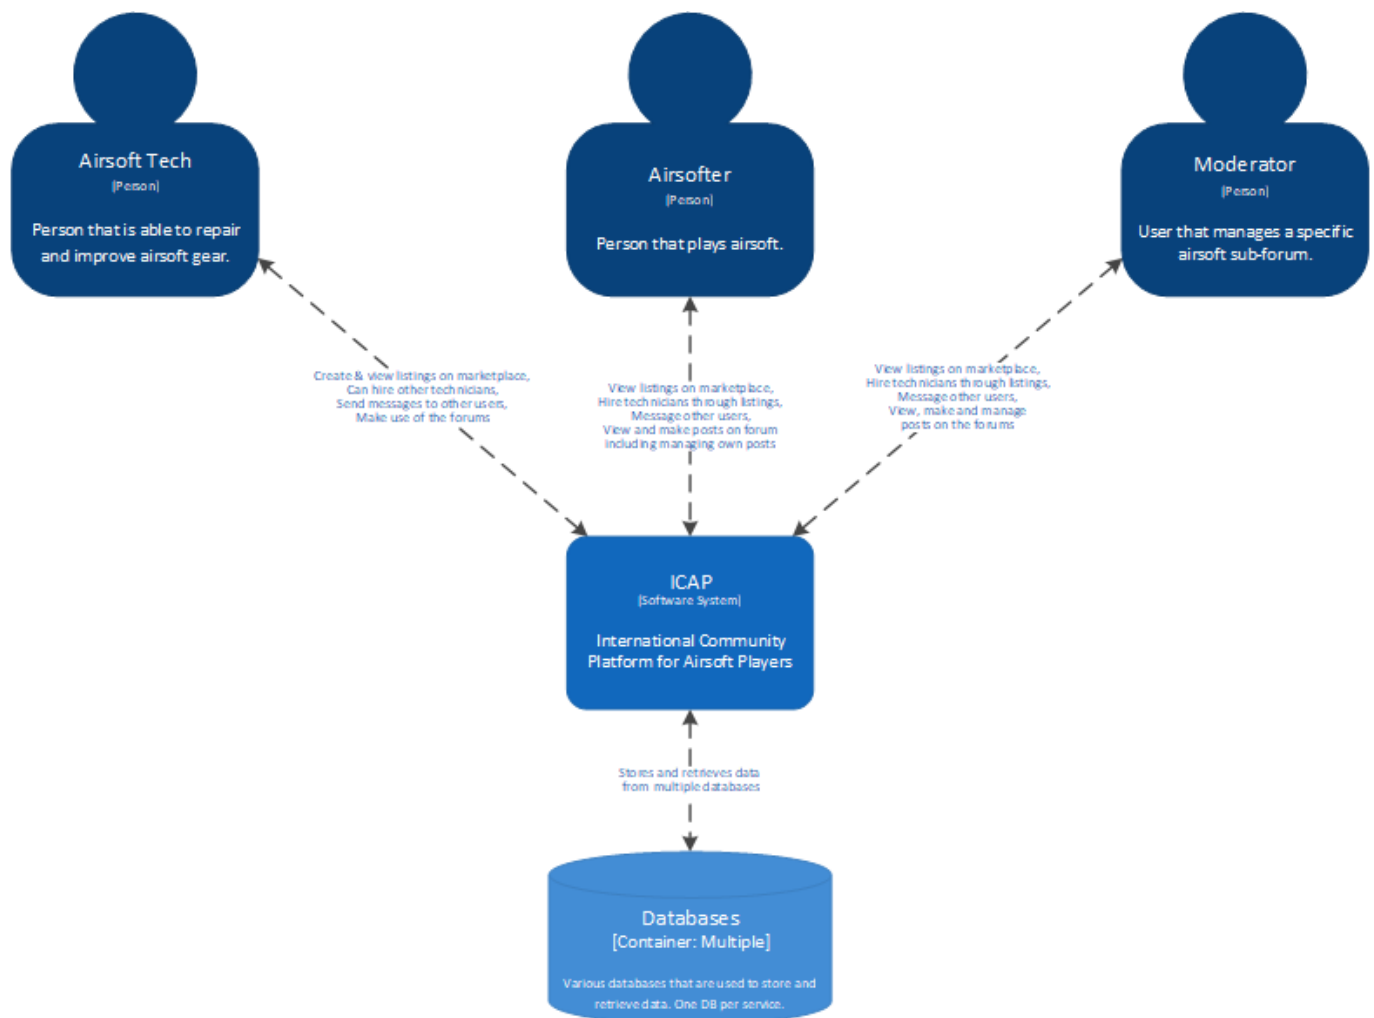 Airsoft Tech
[Person]
Person that is able to repair
and improve airsoft gear.
Airsofter
[Person]
Person that plays airsoft.
Moderator
[Person]
User that manages a specific
airsoft sub-forum.
Create & view listings on marketplace,
Can hire other technicians,
Send messages to other users,
Make use of the forums
View listings on marketplace,
Hire technicians through listings,
Message other users,
View and make posts on forum
including managing own posts
View listings on marketplace,
Hire technicians through listings,
Message other users,
View, make and manage
posts on the forums
ICAP
[Software System]
International Community
Platform for Airsoft Players
Stores and retrieves data
from multiple databases
Databases
[Container: Multiple]
Various databases that are used to store and
retrieve data. One DB per service.